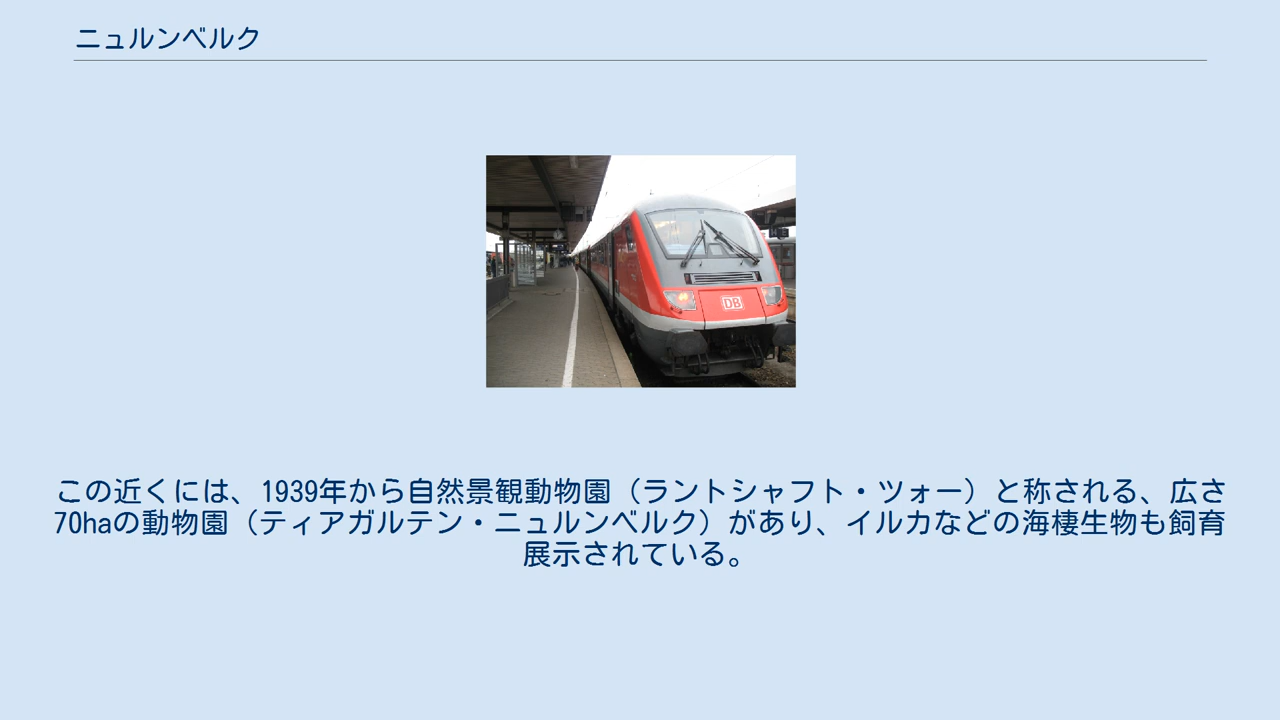 ニュルンベルク
DB
この近くには、1939年から自然景観動物園（ラントシャフト・ツォー）と称される、広さ
70haの動物園（ティアガルテン・ニュルンベルク）があり、イルカなどの海棲生物も飼育
展示されている。